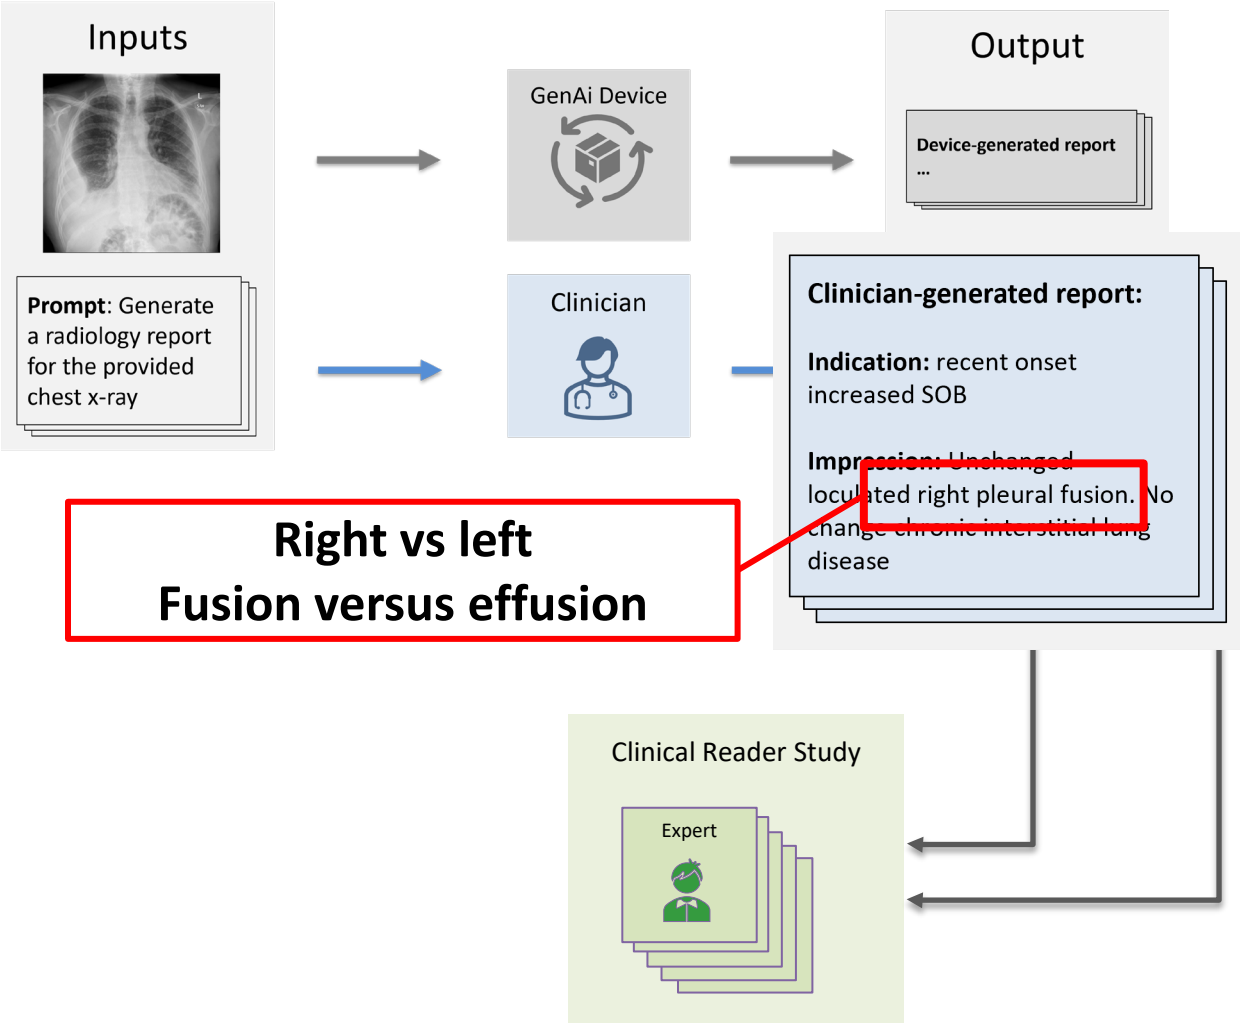 Inputs
L
Prompt: Generate
a radiology report
for the provided
chest x-ray
GenAi Device
Clinician
Output
Device-generated report
...
Clinician-generated report:
Indication: recent onset
increased SOB
Impression: Unchanged
loculated right pleural fusion. No
change chronic interstitial lung
disease
Right vs left
Fusion versus effusion
Clinical Reader Study
Expert